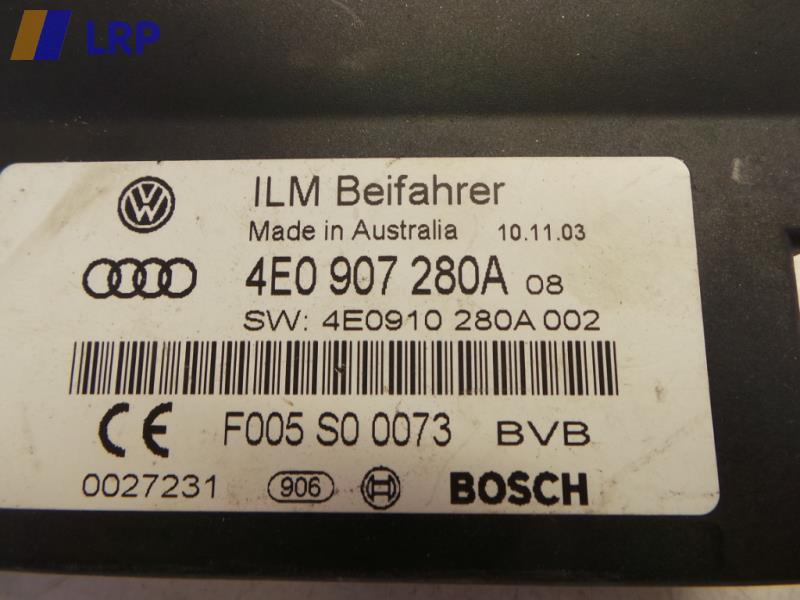 LRP
ILM Beifahrer
Made in Australia 10.11.03
4E0 907 280A 08
SW: 4E0910 280A 002
CE F005 S0 0073 BVB
0027231 906 BOSCH